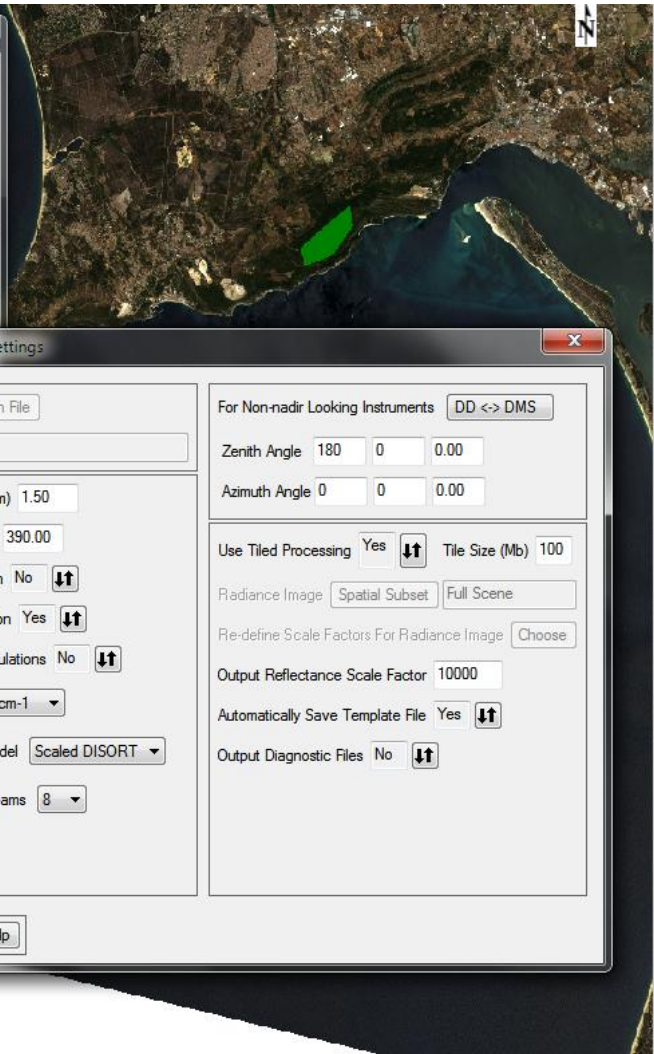 N
ettings
n File
For Non-nadir Looking Instruments DD <-> DMS
Zenith Angle 180 0 0.00
Azimuth Angle 0 0 0.00
m) 1.50
390.00
n No
on Yes
ulations No
cm-1
del Scaled DISORT
ams 8
Use Tiled Processing Yes Tile Size (Mb) 100
Radiance Image Spatial Subset Full Scene
Re-define Scale Factors For Radiance Image Choose
Output Reflectance Scale Factor 10000
Automatically Save Template File Yes
Output Diagnostic Files No
lp